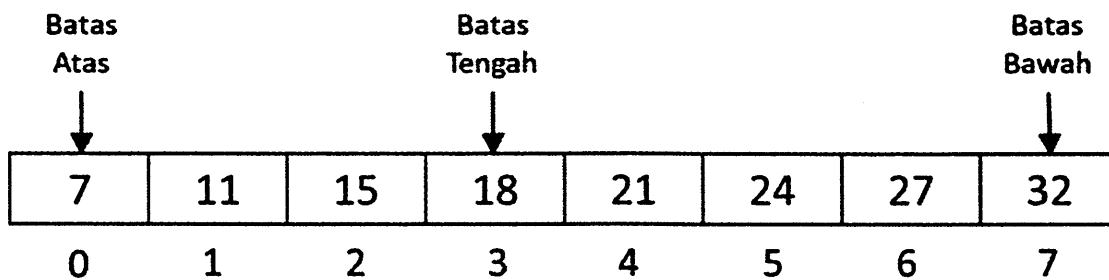 Batas Atas
Batas Tengah
Batas Bawah
7 11 15 18 21 24 27 32
0 1 2 3 4 5 6 7